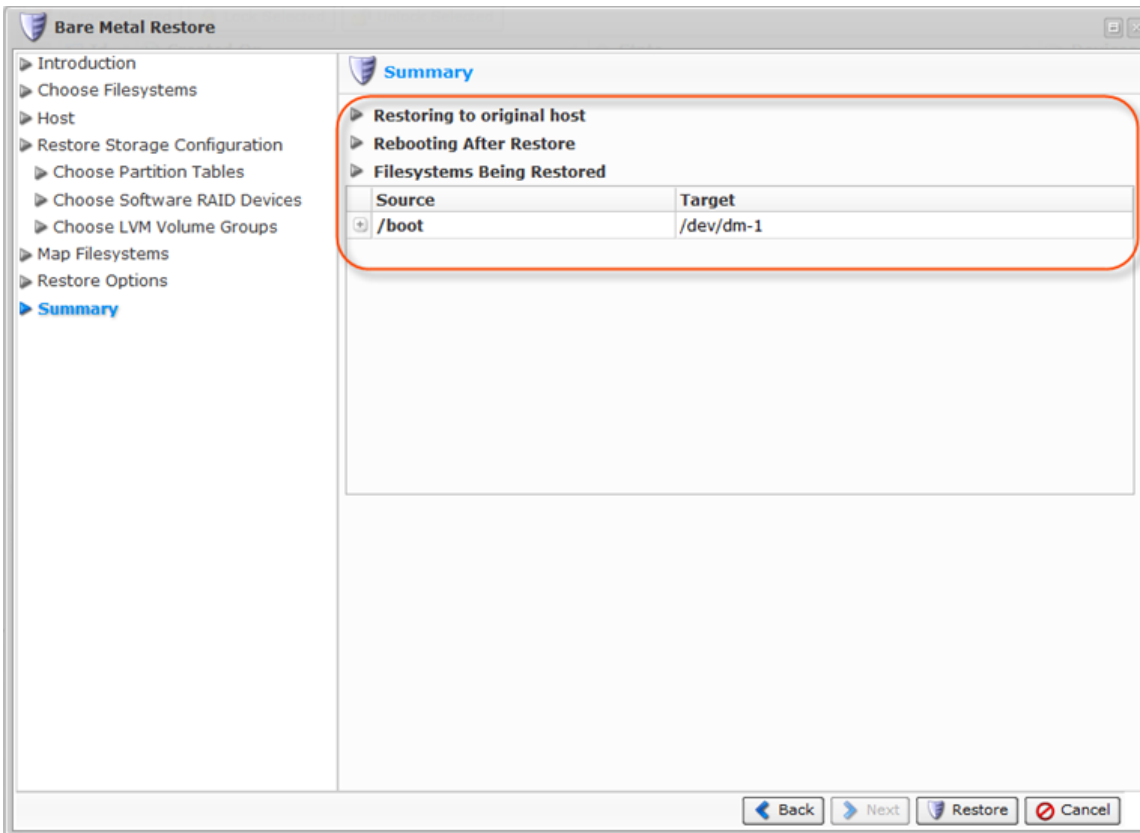 Bare Metal Restore
Introduction
Choose Filesystems
Host
Restore Storage Configuration
Choose Partition Tables
Choose Software RAID Devices
Choose LVM Volume Groups
Map Filesystems
Restore Options
Summary
Summary
Restoring to original host
Rebooting After Restore
Filesystems Being Restored
Source Target
/boot /dev/dm-1
Back Next Restore Cancel